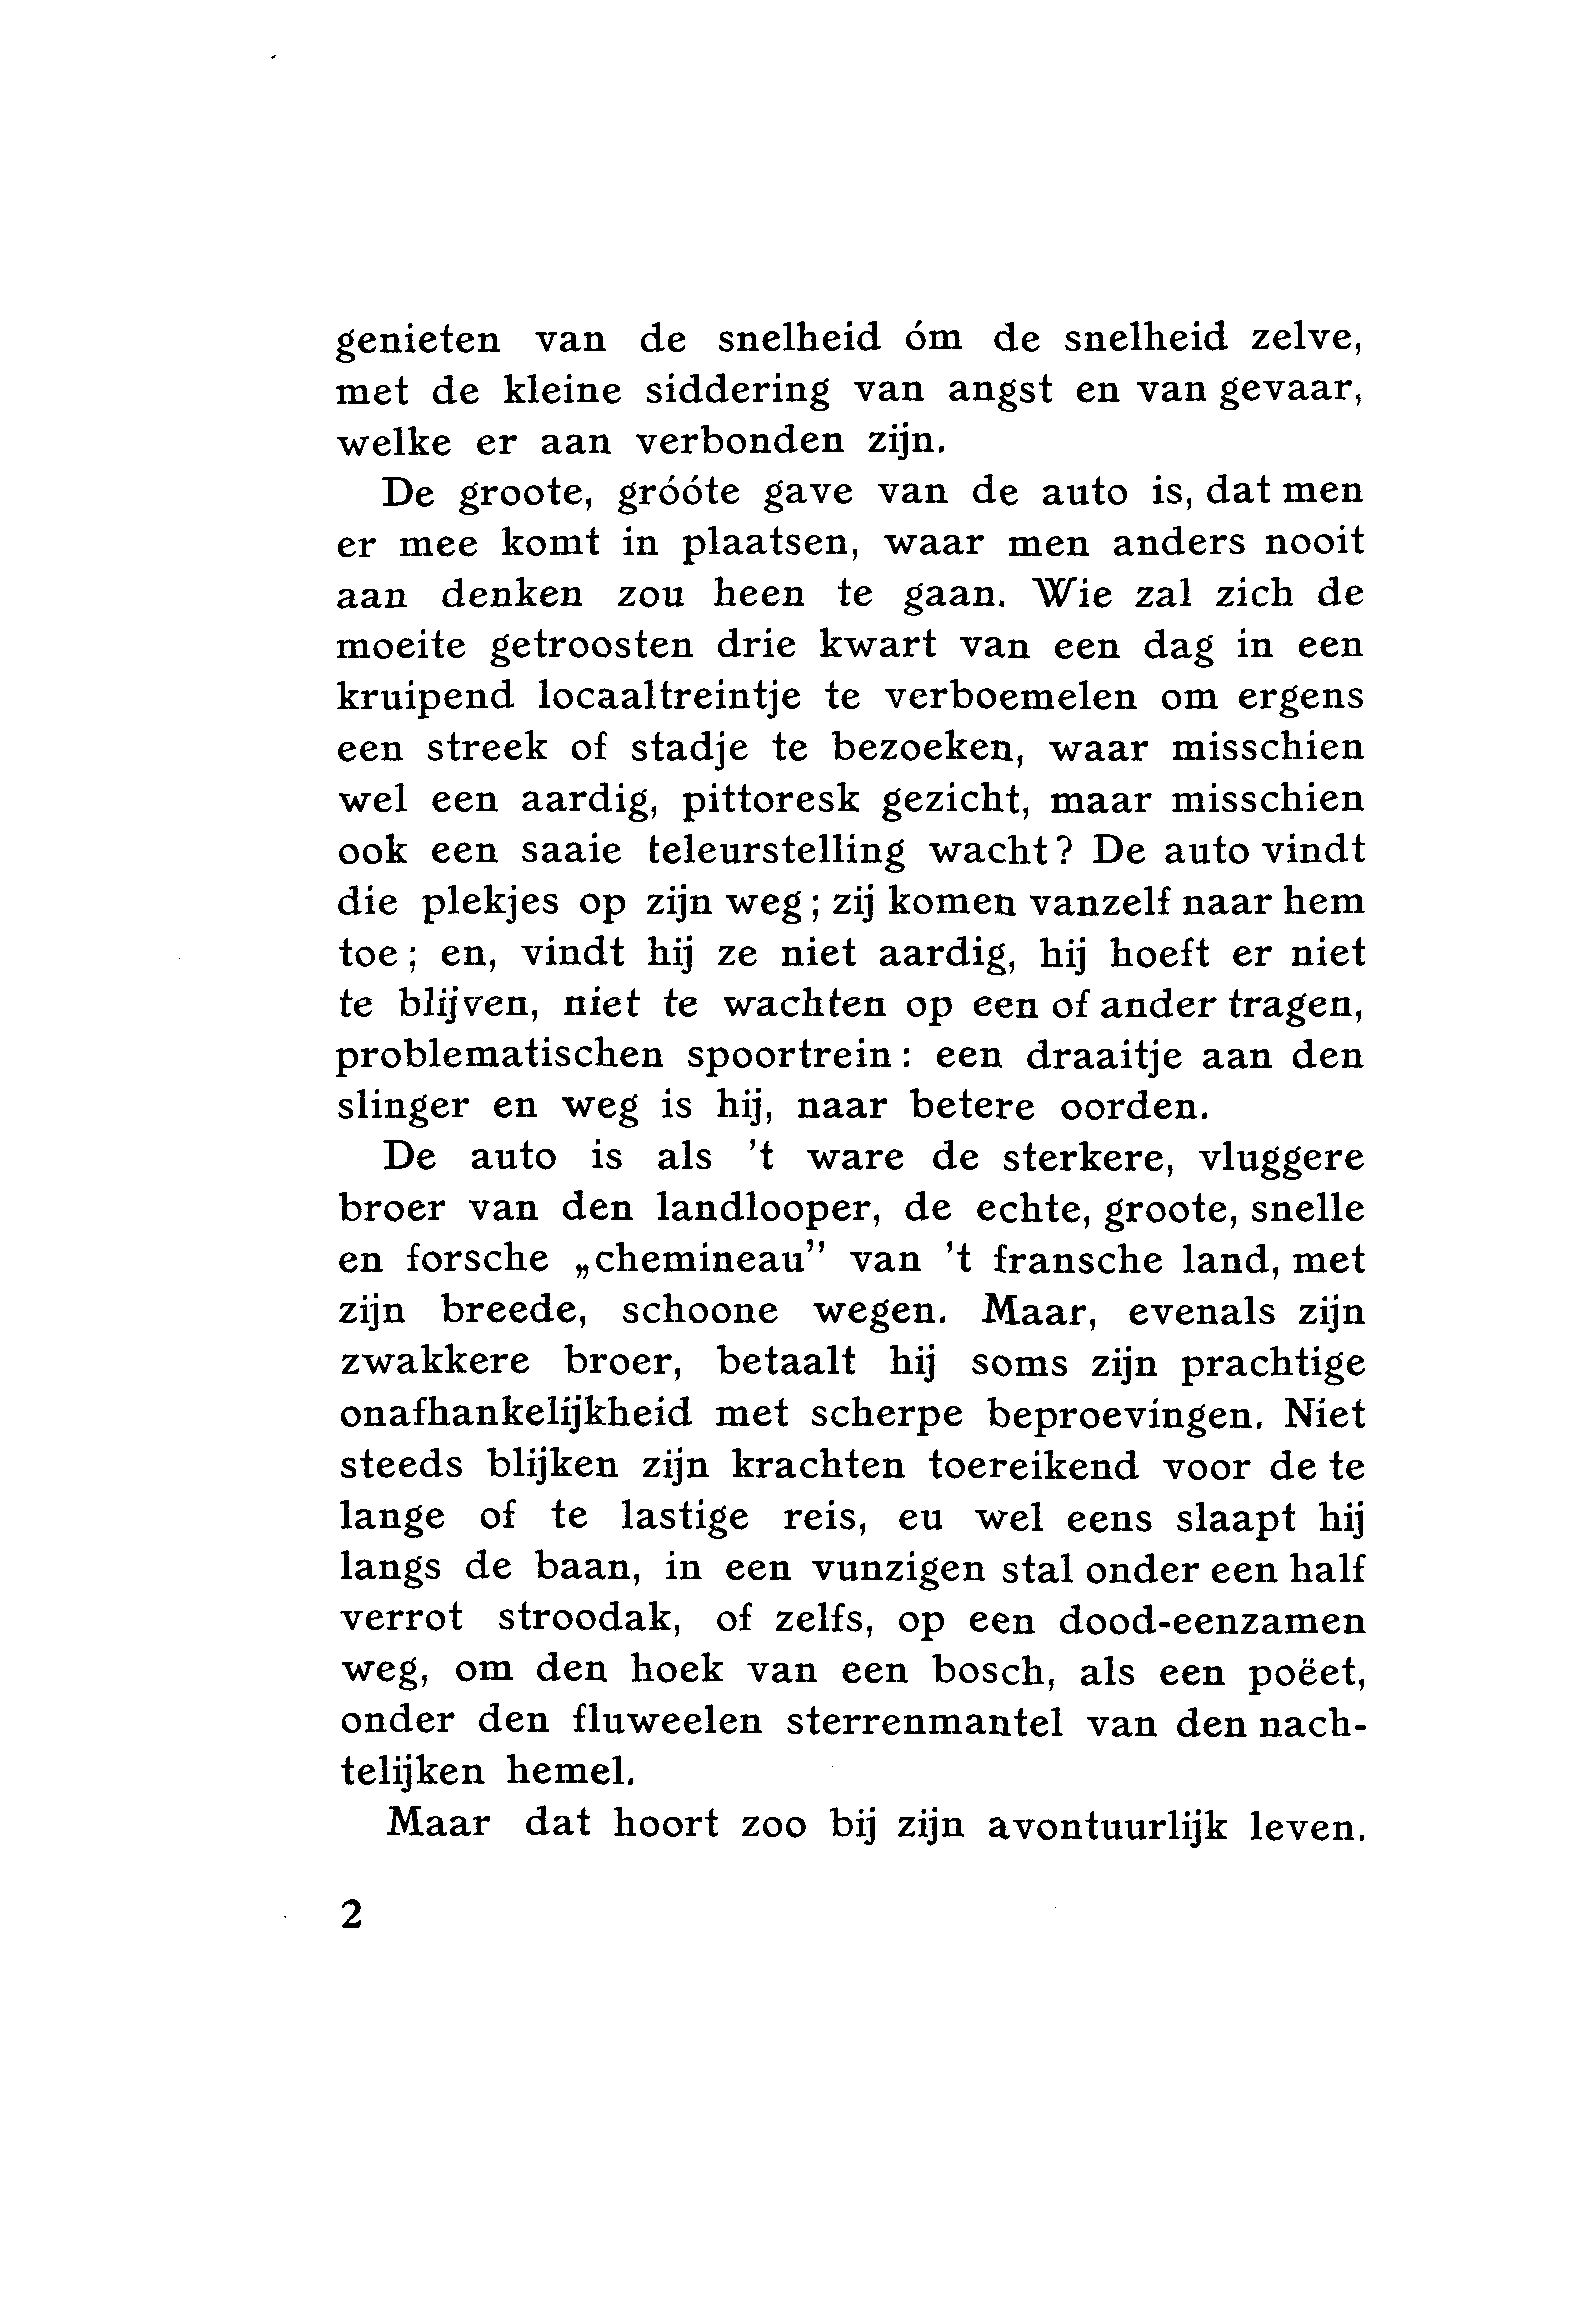 genieten van de snelheid óm de snelheid zelve,
met de kleine siddering van angst en van gevaar,
welke er aan verbonden zijn.
De groote, gróóte gave van de auto is, dat men
er mee komt in plaatsen, waar men anders nooit
aan denken zou heen te gaan. Wie zal zich de
moeite getroosten drie kwart van een dag in een
kruipend locaaltreintje te verboemelen om ergens
een streek of stadje te bezoeken, waar misschien
wel een aardig, pittoresk gezicht, maar misschien
ook een saaie teleurstelling wacht? De auto vindt
die plekjes op zijn weg; zij komen vanzelf naar hem
toe; en, vindt hij ze niet aardig, hij hoeft er niet
te blijven, niet te wachten op een of ander tragen,
problematischen spoortrein: een draaitje aan den
slinger en weg is hij, naar betere oorden.
De auto is als 't ware de sterkere, vluggere
broer van den landlooper, de echte, groote, snelle
en forsche „chemineau” van 't fransche land, met
zijn breede, schoone wegen. Maar, evenals zijn
zwakkere broer, betaalt hij soms zijn prachtige
onafhankelijkheid met scherpe beproevingen. Niet
steeds blijken zijn krachten toereikend voor de te
lange of te lastige reis, eu wel eens slaapt hij
langs de baan, in een vunzigen stal onder een half
verrot stroodak, of zelfs, op een dood-eenzamen
weg, om den hoek van een bosch, als een poëet,
onder den fluweelen sterrenmantel van den nach-
telijken hemel.
Maar dat hoort zoo bij zijn avontuurlijk leven.
2